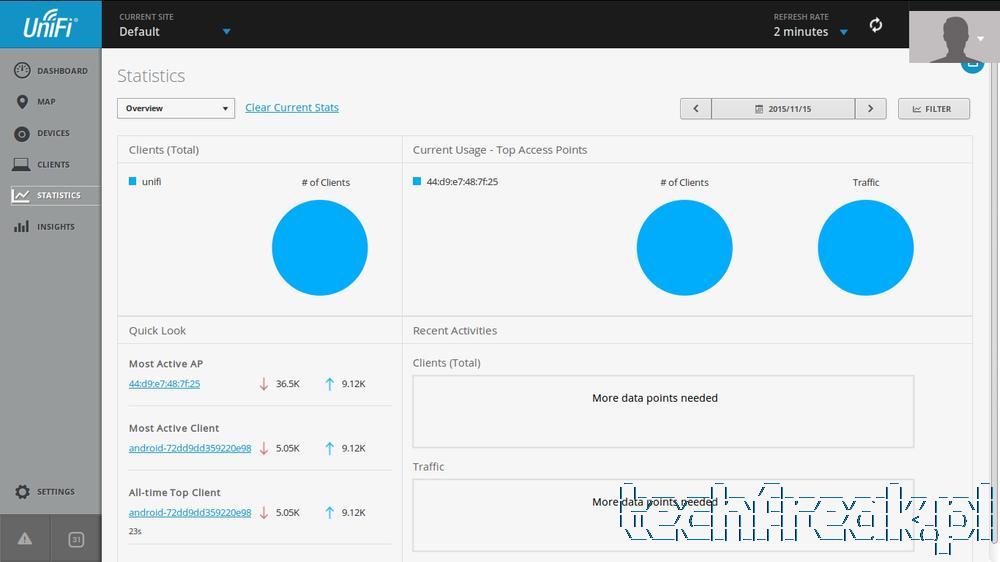 UniFi
CURRENT SITE
Default
REFRESH RATE
2 minutes
DASHBOARD
MAP
DEVICES
CLIENTS
STATISTICS
INSIGHTS
SETTINGS
31
Statistics
Overview
Clear Current Stats
2015/11/15
FILTER
Clients (Total)
unifi
# of Clients
Current Usage - Top Access Points
44:d9:e7:48:7f:25
# of Clients
Traffic
Quick Look
Most Active AP
44:d9:e7:48:7f:25 36.5K 9.12K
Most Active Client
android-72dd9dd359220e98 5.05K 9.12K
All-time Top Client
android-72dd9dd359220e98 5.05K 9.12K
23s
Recent Activities
Clients (Total)
More data points needed
Traffic
More data points needed
techfreak.pl